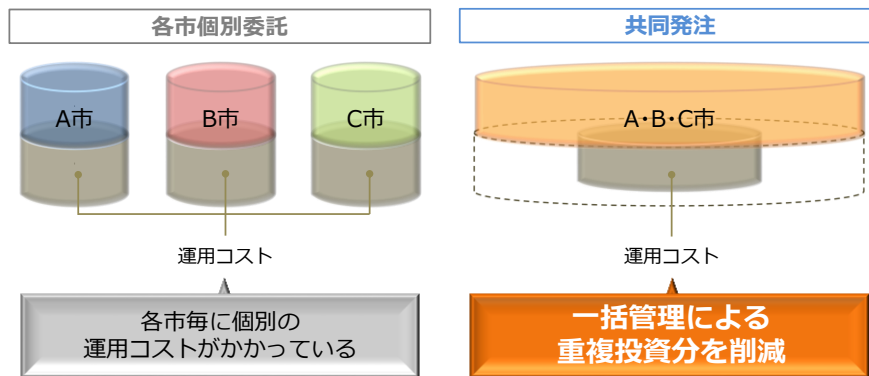 各市個別委託
共同発注
A市
B市
C市
A・B・C市
運用コスト
運用コスト
各市毎に個別の
運用コストがかかっている
一括管理による
重複投資分を削減